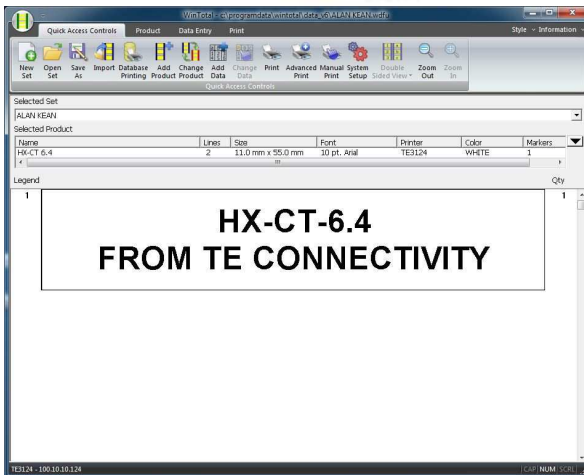 WinTotal - c:\programdata\wintotal\data_v6\ALAN KEAN.wdfa
Quick Access Controls Product Data Entry Print Style Information
New Set Open Set Save As Import Database Printing Add Product Change Product Add Data Change Data Print Advanced Print Manual Print System Setup Double Sided View Zoom Out Zoom In
Quick Access Controls
Selected Set
ALAN KEAN
Selected Product
Name Lines Size Font Printer Color Markers
HX-CT 6.4 2 11.0 mm x 55.0 mm 10 pt. Arial TE3124 WHITE 1
Legend Qty
1 HX-CT-6.4 1
FROM TE CONNECTIVITY
TE3124 - 100.10.10.124 CAP NUM SCRL